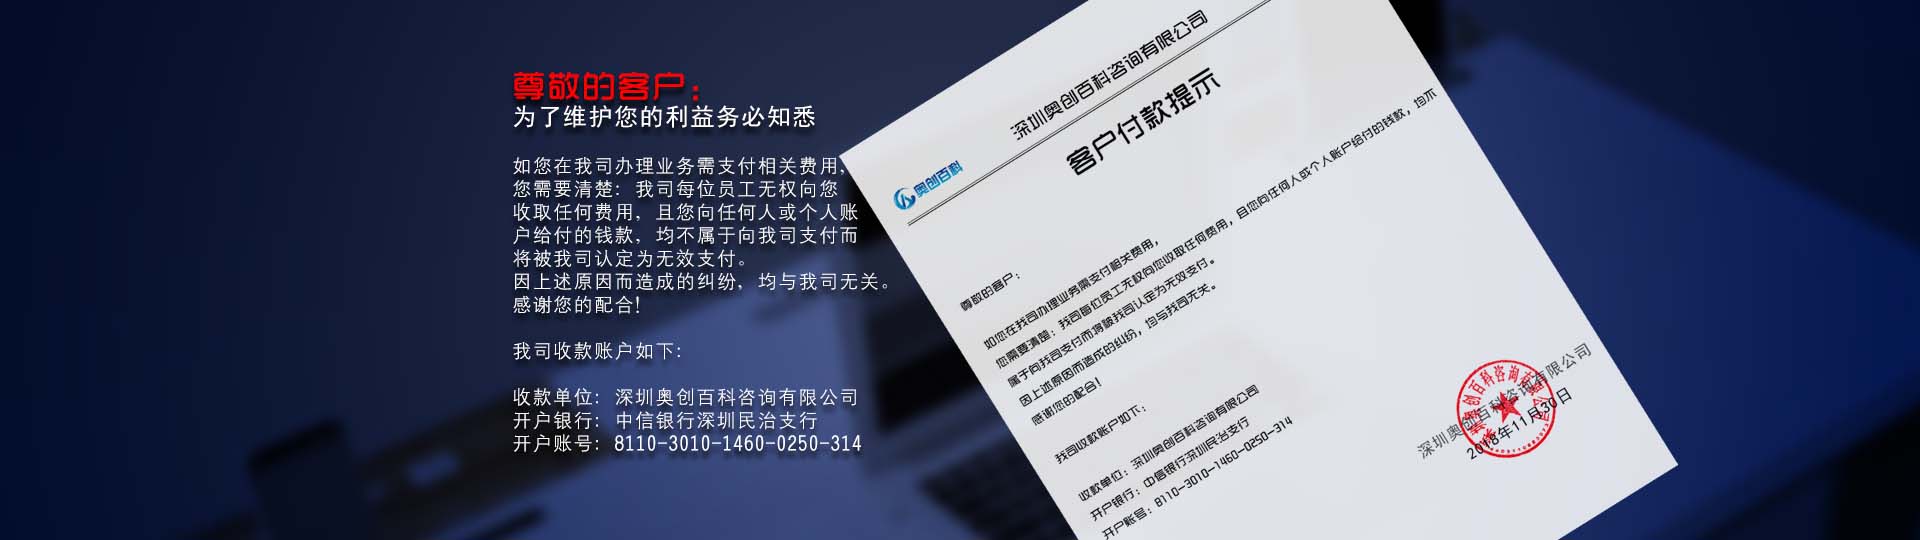 尊敬的客户：
为了维护您的利益务必知悉
如您在我司办理业务需支付相关费用，
您需要清楚：我司每位员工无权向您
收取任何费用，且您向任何人或个人账
户给付的钱款，均不属于向我司支付而
将被我司认定为无效支付。
因上述原因而造成的纠纷，均与我司无关。
感谢您的配合！
我司收款账户如下：
收款单位：深圳奥创百科咨询有限公司
开户银行：中信银行深圳民治支行
开户账号：8110-3010-1460-0250-314
深圳奥创百科咨询有限公司
奥创百科
客户付款提示
尊敬的客户：
如您在我司办理业务需支付相关费用，
您需要清楚：我司每位员工无权向您收取任何费用，且您向任何人或个人账户给付的钱款，均不
属于向我司支付而将被我司认定为无效支付。
因上述原因而造成的纠纷，均与我司无关。
感谢您的配合！
我司收款账户如下：
收款单位：深圳奥创百科咨询有限公司
开户银行：中信银行深圳民治支行
开户账号：8110-3010-1460-0250-314
深圳奥创百科咨询有限公司
2018年11月30日